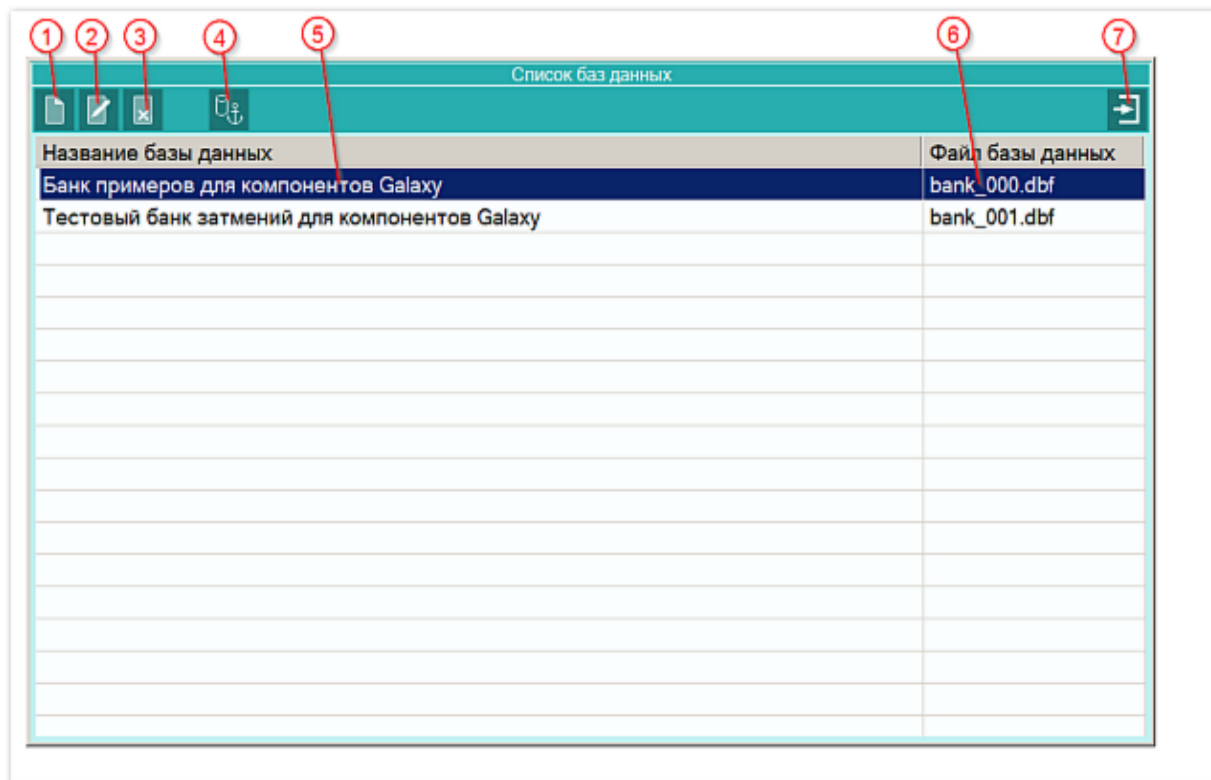 1 2 3 4 5 6 7
Список баз данных
Название базы данных Файл базы данных
Банк примеров для компонентов Galaxy bank_000.dbf
Тестовый банк затмений для компонентов Galaxy bank_001.dbf